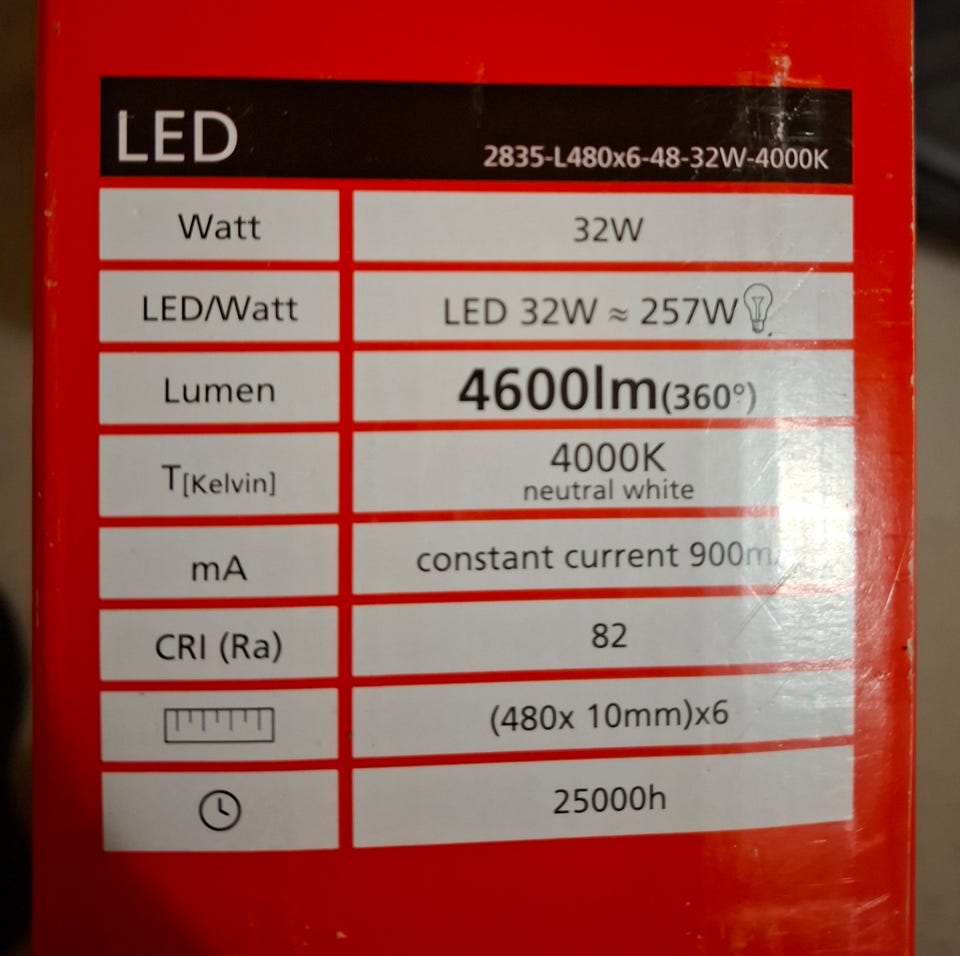 LED
2835-L480x6-48-32W-4000K
Watt 32W
LED/Watt LED 32W ≈ 257W
Lumen 4600lm(360°)
T[Kelvin] 4000K
neutral white
mA constant current
CRI (Ra) 82
(480x 10mm)x6
25000h